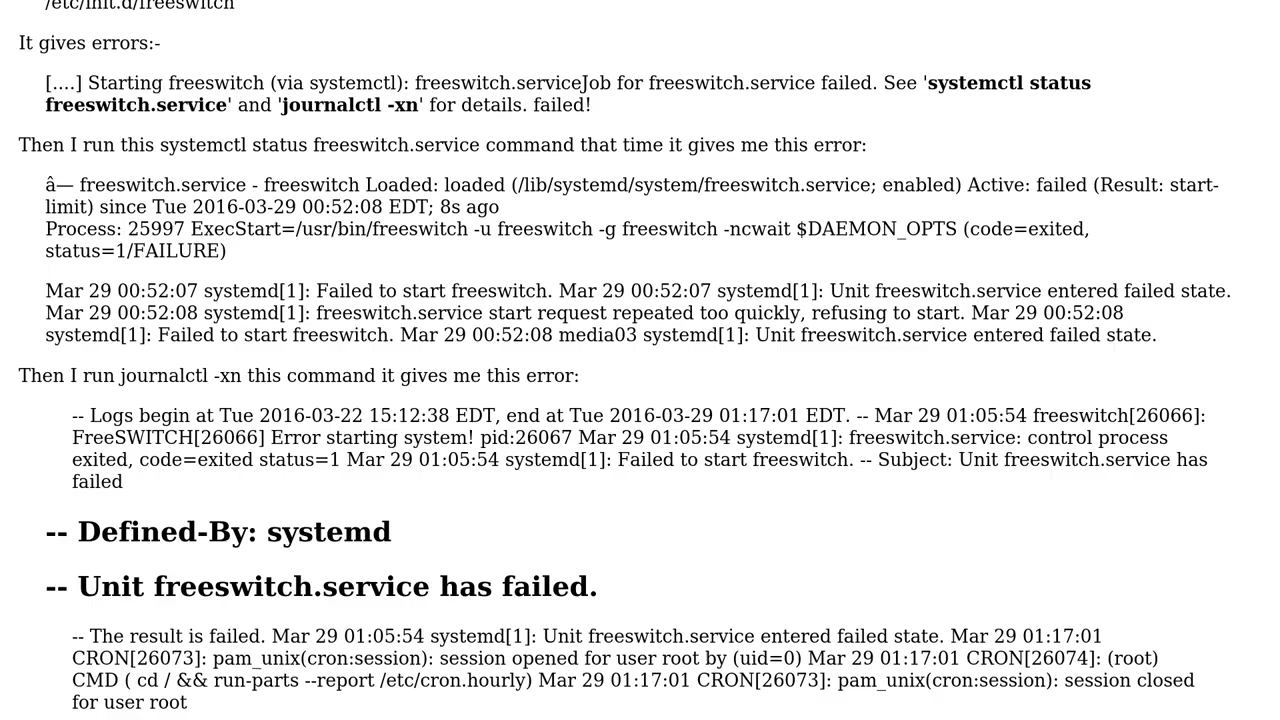 /etc/init.d/freeswitch
It gives errors:-
[....] Starting freeswitch (via systemctl): freeswitch.serviceJob for freeswitch.service failed. See 'systemctl status
freeswitch.service' and 'journalctl -xn' for details. failed!
Then I run this systemctl status freeswitch.service command that time it gives me this error:
â— freeswitch.service - freeswitch Loaded: loaded (/lib/systemd/system/freeswitch.service; enabled) Active: failed (Result: start-
limit) since Tue 2016-03-29 00:52:08 EDT; 8s ago
Process: 25997 ExecStart=/usr/bin/freeswitch -u freeswitch -g freeswitch -ncwait $DAEMON_OPTS (code=exited,
status=1/FAILURE)
Mar 29 00:52:07 systemd[1]: Failed to start freeswitch. Mar 29 00:52:07 systemd[1]: Unit freeswitch.service entered failed state.
Mar 29 00:52:08 systemd[1]: freeswitch.service start request repeated too quickly, refusing to start. Mar 29 00:52:08
systemd[1]: Failed to start freeswitch. Mar 29 00:52:08 media03 systemd[1]: Unit freeswitch.service entered failed state.
Then I run journalctl -xn this command it gives me this error:
-- Logs begin at Tue 2016-03-22 15:12:38 EDT, end at Tue 2016-03-29 01:17:01 EDT. -- Mar 29 01:05:54 freeswitch[26066]:
FreeSWITCH[26066] Error starting system! pid:26067 Mar 29 01:05:54 systemd[1]: freeswitch.service: control process
exited, code=exited status=1 Mar 29 01:05:54 systemd[1]: Failed to start freeswitch. -- Subject: Unit freeswitch.service has
failed
-- Defined-By: systemd
-- Unit freeswitch.service has failed.
-- The result is failed. Mar 29 01:05:54 systemd[1]: Unit freeswitch.service entered failed state. Mar 29 01:17:01
CRON[26073]: pam_unix(cron:session): session opened for user root by (uid=0) Mar 29 01:17:01 CRON[26074]: (root)
CMD ( cd / && run-parts --report /etc/cron.hourly) Mar 29 01:17:01 CRON[26073]: pam_unix(cron:session): session closed
for user root